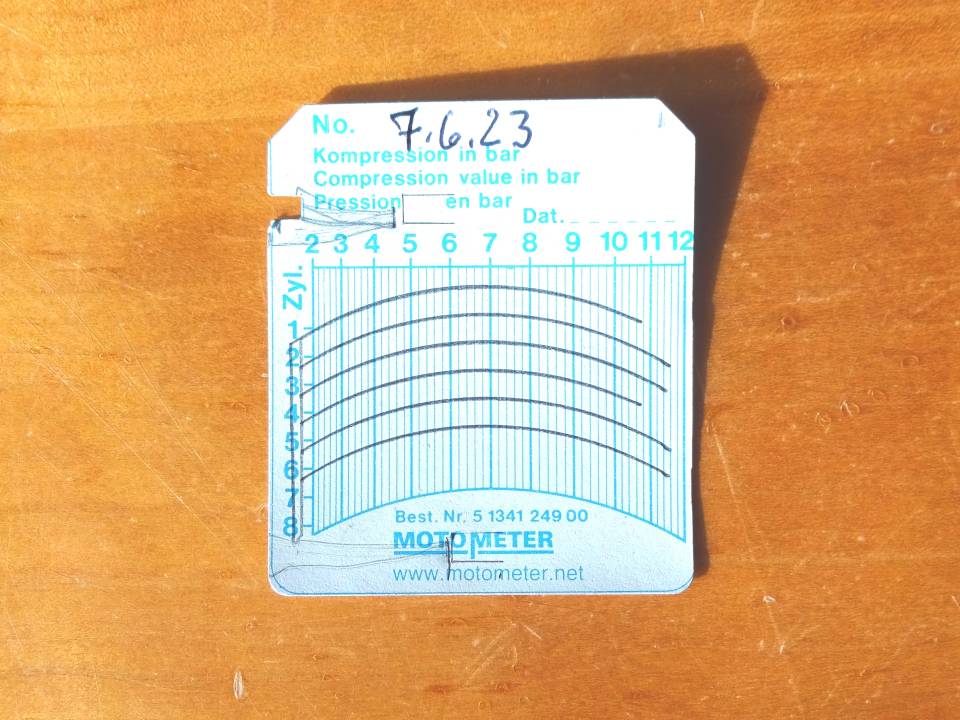 No. 7.6.23
Kompression in bar
Compression value in bar
Pression en bar
Dat.
2 3 4 5 6 7 8 9 10 11 12
Zyl.
1
2
3
4
5
6
7
8
Best. Nr. 5 1341 249 00
MOTOMETER
www.motometer.net